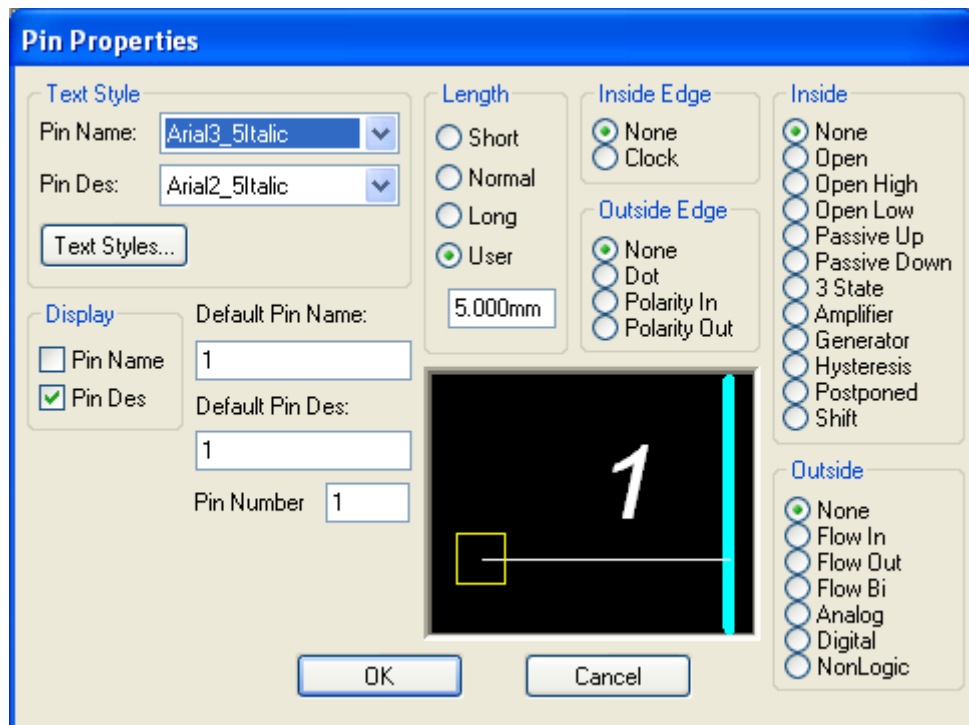 Pin Properties
Text Style
Pin Name: Arial3_5Italic
Pin Des: Arial2_5Italic
Text Styles...
Display
Pin Name
Pin Des
Default Pin Name:
1
Default Pin Des:
1
Pin Number 1
Length
Short
Normal
Long
User
5.000mm
Inside Edge
None
Clock
Outside Edge
None
Dot
Polarity In
Polarity Out
1
Inside
None
Open
Open High
Open Low
Passive Up
Passive Down
3 State
Amplifier
Generator
Hysteresis
Postponed
Shift
Outside
None
Flow In
Flow Out
Flow Bi
Analog
Digital
NonLogic
OK
Cancel